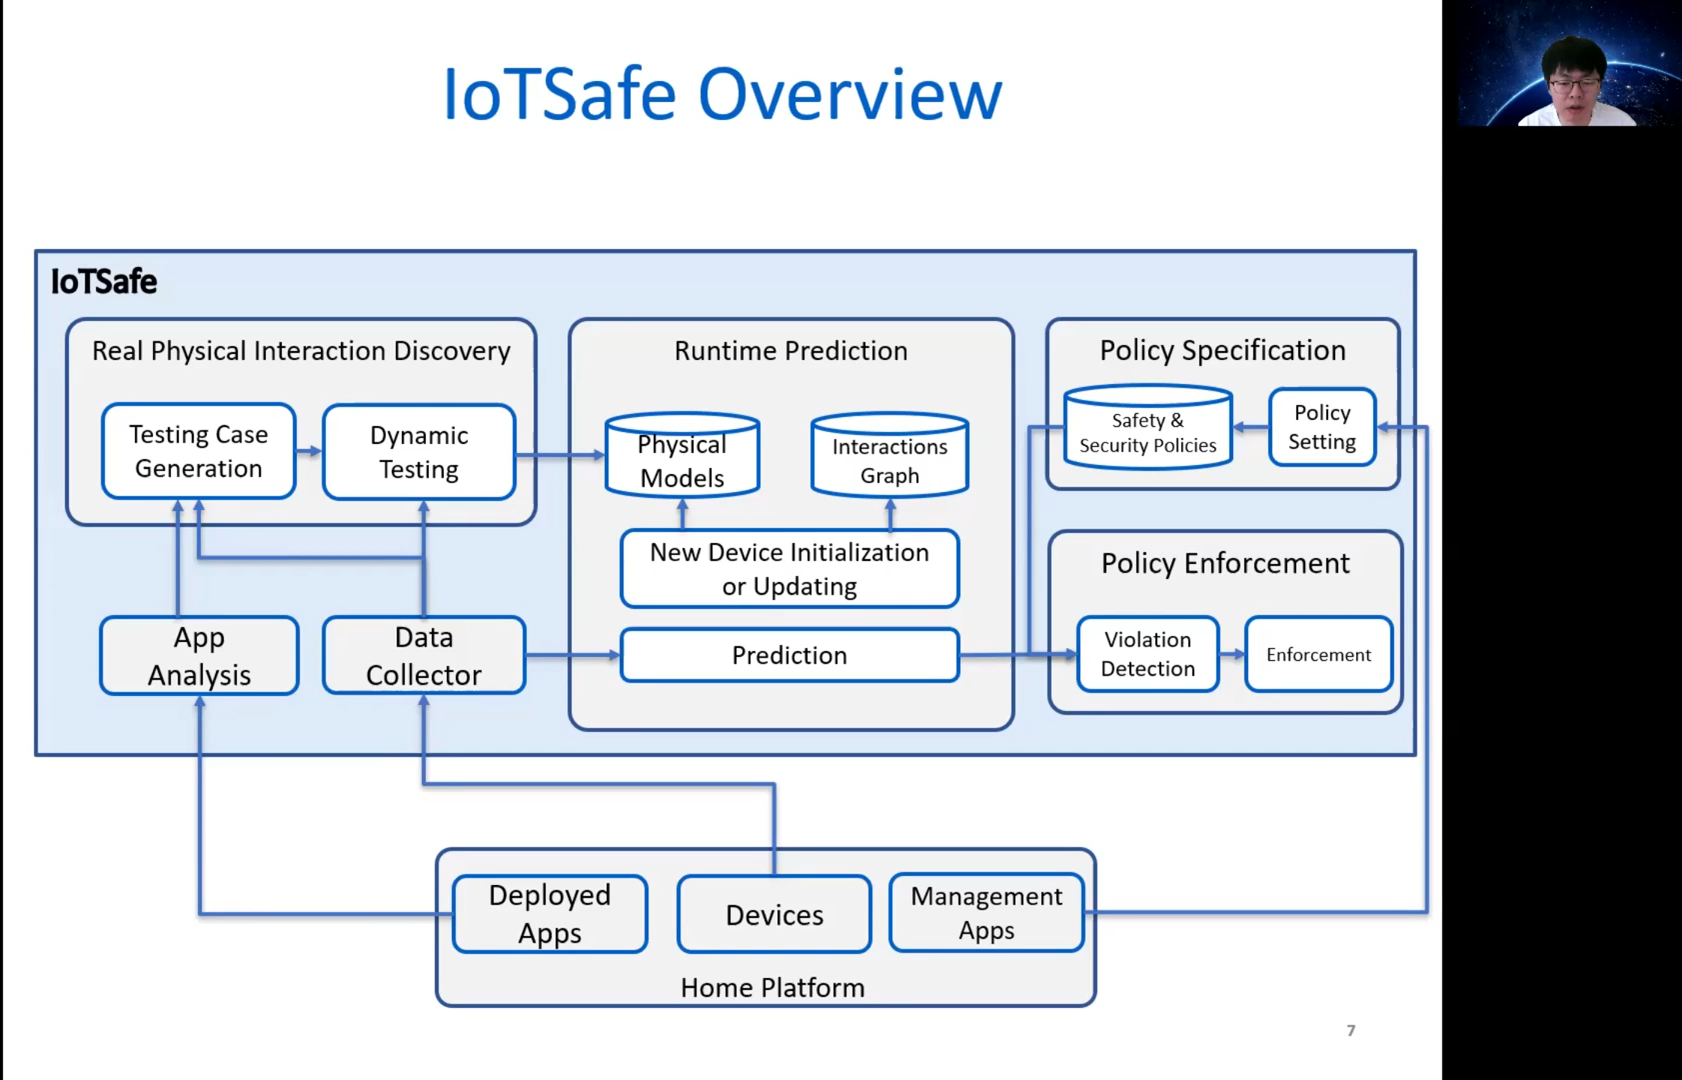 IoTSafe Overview
IoTSafe
Real Physical Interaction Discovery
Testing Case
Generation
Dynamic
Testing
App
Analysis
Data
Collector
Runtime Prediction
Physical
Models
Interactions
Graph
New Device Initialization
or Updating
Prediction
Policy Specification
Safety &
Security Policies
Policy
Setting
Policy Enforcement
Violation
Detection
Enforcement
Deployed
Apps
Devices
Management
Apps
Home Platform
7